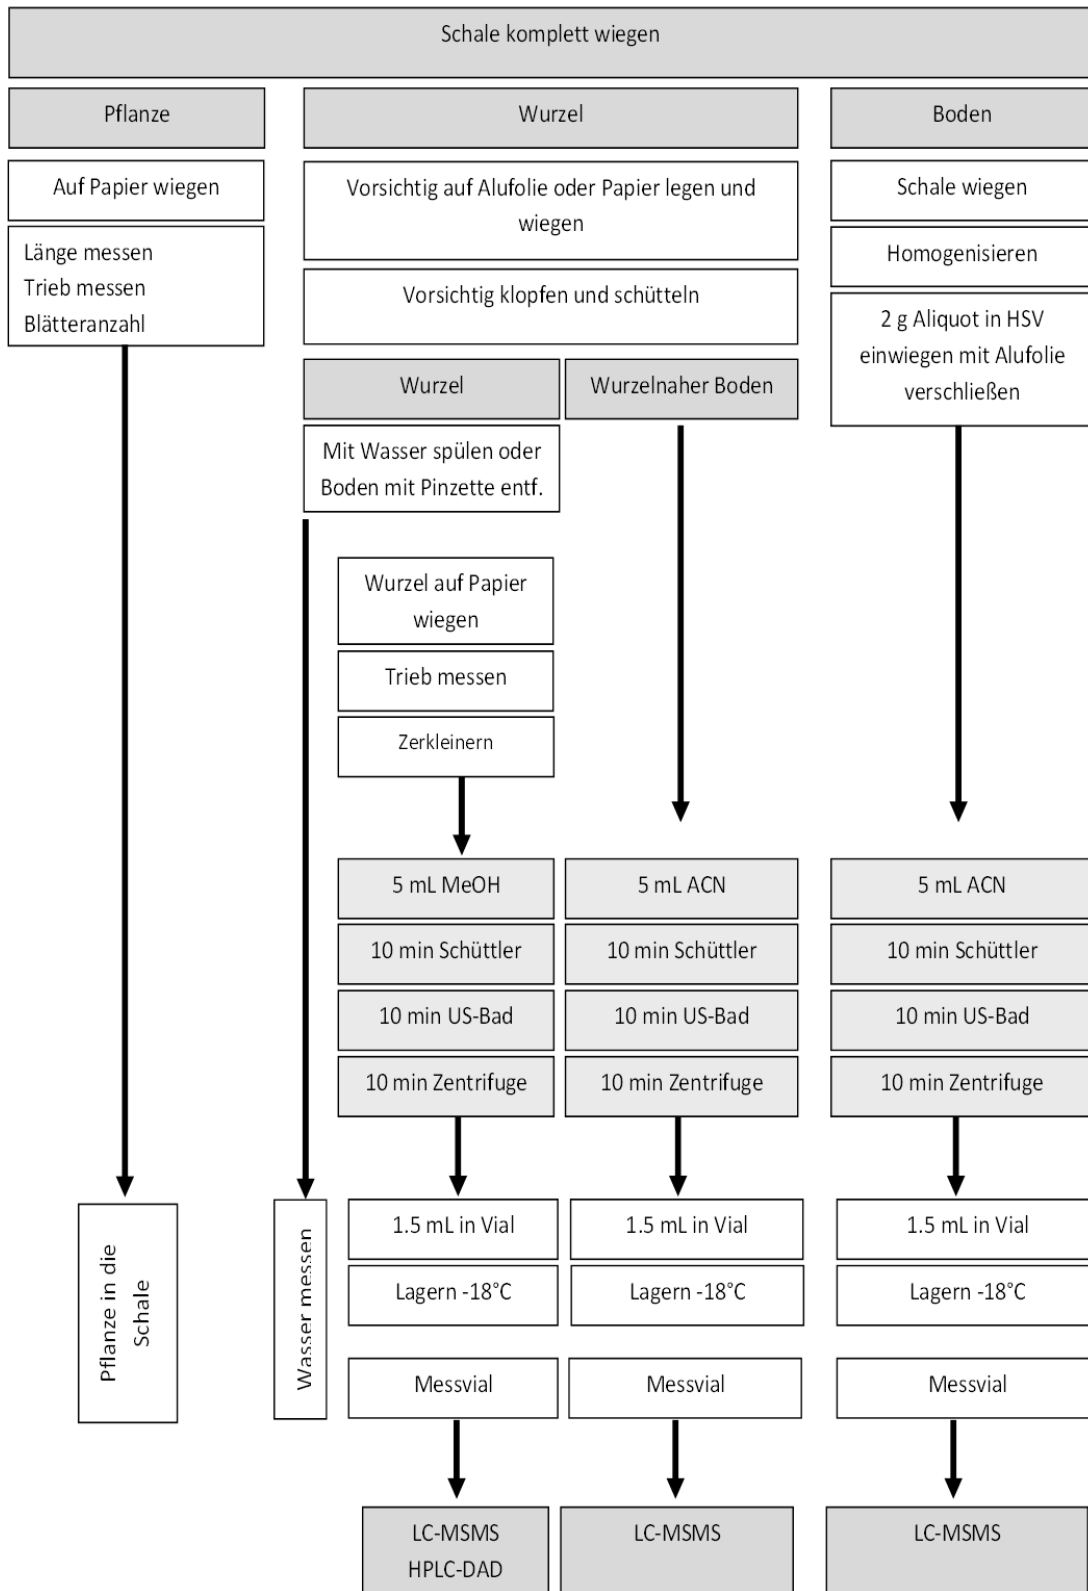 Schale komplett wiegen
Pflanze
Auf Papier wiegen
Länge messen
Trieb messen
Blätteranzahl
Pflanze in die
Schale
Wurzel
Vorsichtig auf Alufolie oder Papier legen und
wiegen
Vorsichtig klopfen und schütteln
Wurzel
Mit Wasser spülen oder
Boden mit Pinzette entf.
Wasser messen
Wurzel auf Papier
wiegen
Trieb messen
Zerkleinern
5 mL MeOH
10 min Schüttler
10 min US-Bad
10 min Zentrifuge
1.5 mL in Vial
Lagern -18°C
Messvial
LC-MSMS
HPLC-DAD
Wurzelnaher Boden
5 mL ACN
10 min Schüttler
10 min US-Bad
10 min Zentrifuge
1.5 mL in Vial
Lagern -18°C
Messvial
LC-MSMS
Boden
Schale wiegen
Homogenisieren
2 g Aliquot in HSV
einwiegen mit Alufolie
verschließen
5 mL ACN
10 min Schüttler
10 min US-Bad
10 min Zentrifuge
1.5 mL in Vial
Lagern -18°C
Messvial
LC-MSMS